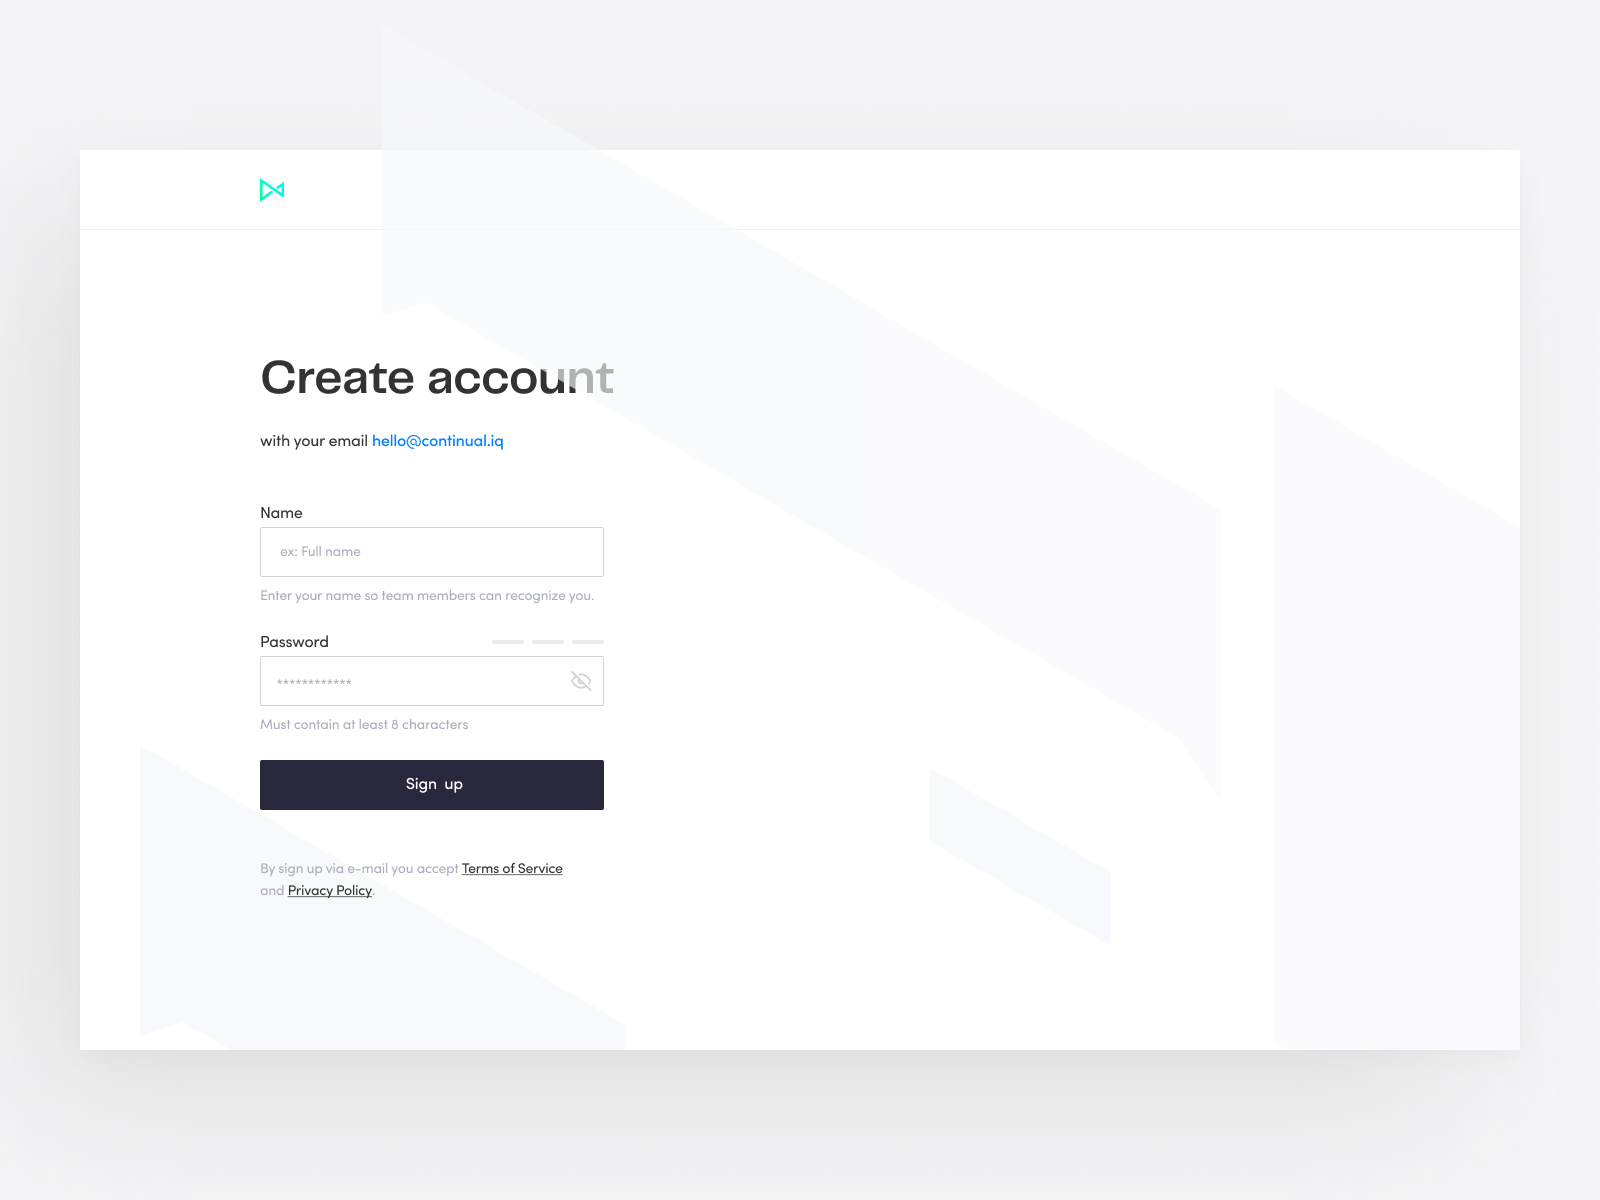 Create account
with your email hello@continual.iq
Name
ex: Full name
Enter your name so team members can recognize you.
Password
************
Must contain at least 8 characters
Sign up
By sign up via e-mail you accept Terms of Service
and Privacy Policy.